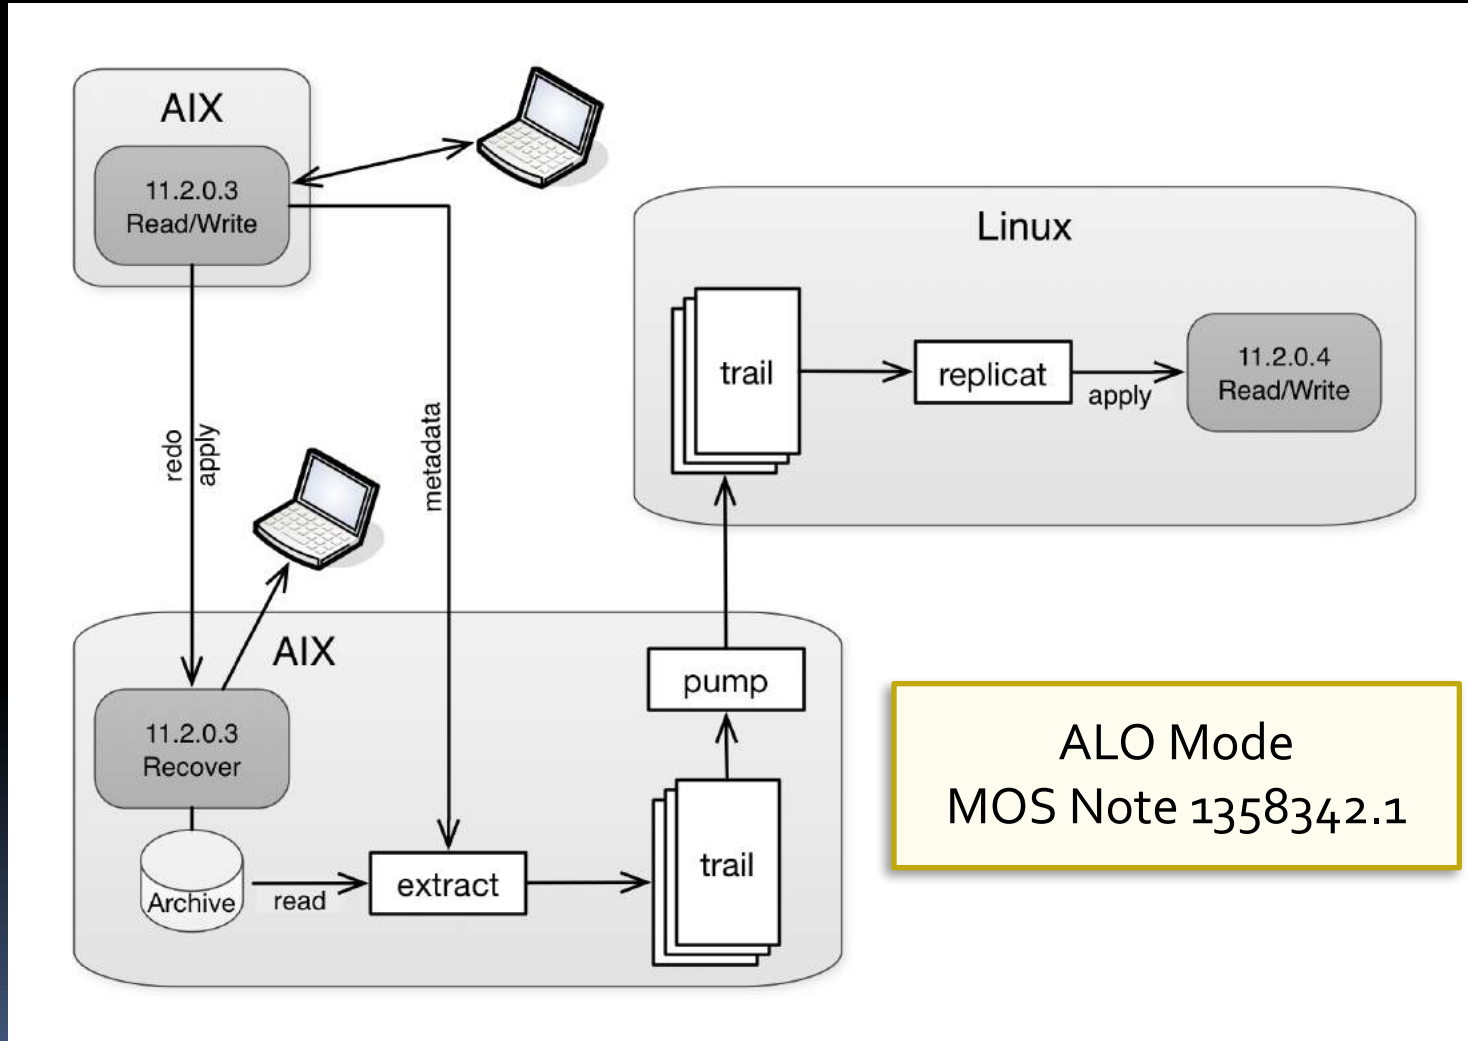 AIX
11.2.0.3
Read/Write
Linux
trail
replicat
apply
11.2.0.4
Read/Write
redo
apply
metadata
AIX
11.2.0.3
Recover
Archive
read
extract
trail
pump
ALO Mode
MOS Note 1358342.1